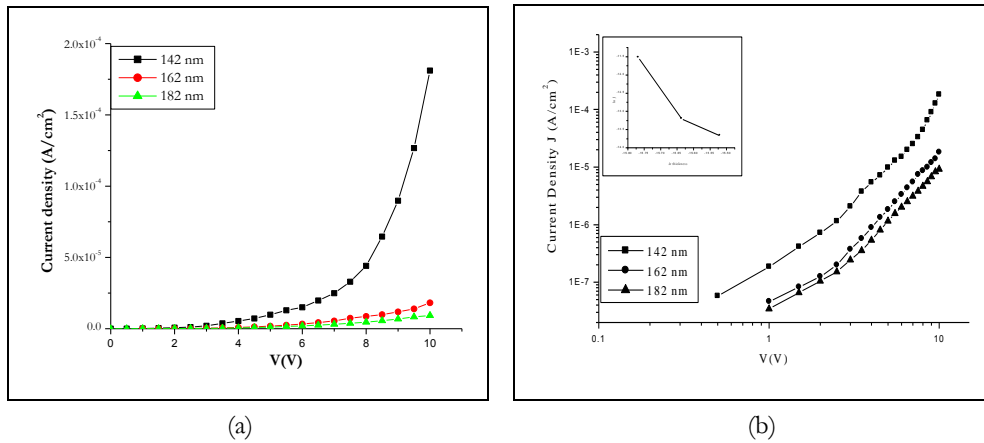 2.0x10⁻⁴
1.5x10⁻⁴
1.0x10⁻⁴
5.0x10⁻⁵
0.0
Current density (A/cm²)
142 nm
162 nm
182 nm
0 2 4 6 8 10
V(V)
(a)
1E-3
1E-4
1E-5
1E-6
1E-7
Current Density J (A/cm²)
142 nm
162 nm
182 nm
0.1 1 10
V(V)
(b)